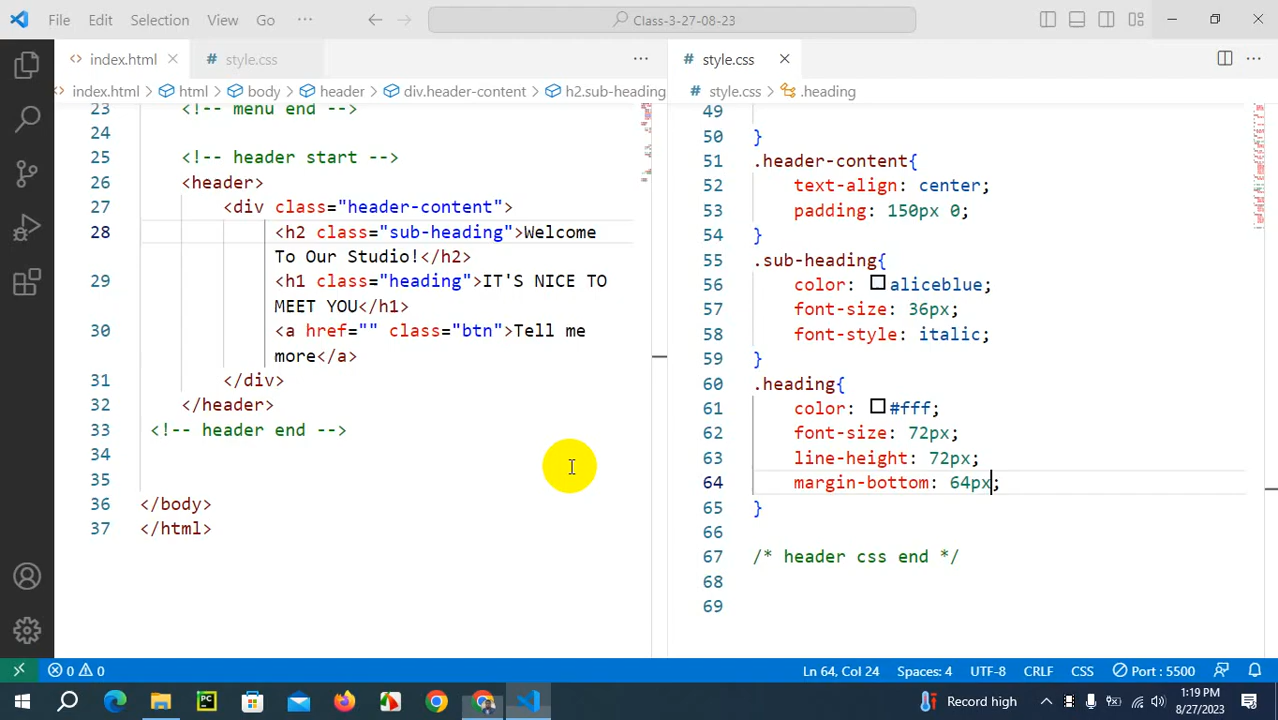 File Edit Selection View Go ··· Class-3-27-08-23
index.html style.css ···
style.css ···
index.html > html > body > header > div.header-content > h2.sub-heading
style.css > .heading
23 <!-- menu end -->
24
25 <!-- header start -->
26 <header>
27 <div class="header-content">
28 <h2 class="sub-heading">Welcome
To Our Studio!</h2>
29 <h1 class="heading">IT'S NICE TO
MEET YOU</h1>
30 <a href="" class="btn">Tell me
more</a>
31 </div>
32 </header>
33 <!-- header end -->
34
35
36 </body>
37 </html>
49
50 }
51 .header-content{
52 text-align: center;
53 padding: 150px 0;
54 }
55 .sub-heading{
56 color: aliceblue;
57 font-size: 36px;
58 font-style: italic;
59 }
60 .heading{
61 color: #fff;
62 font-size: 72px;
63 line-height: 72px;
64 margin-bottom: 64px;
65 }
66
67 /* header css end */
68
69
0 0 Ln 64, Col 24 Spaces: 4 UTF-8 CRLF CSS Port : 5500
PC Record high 1:19 PM
8/27/2023